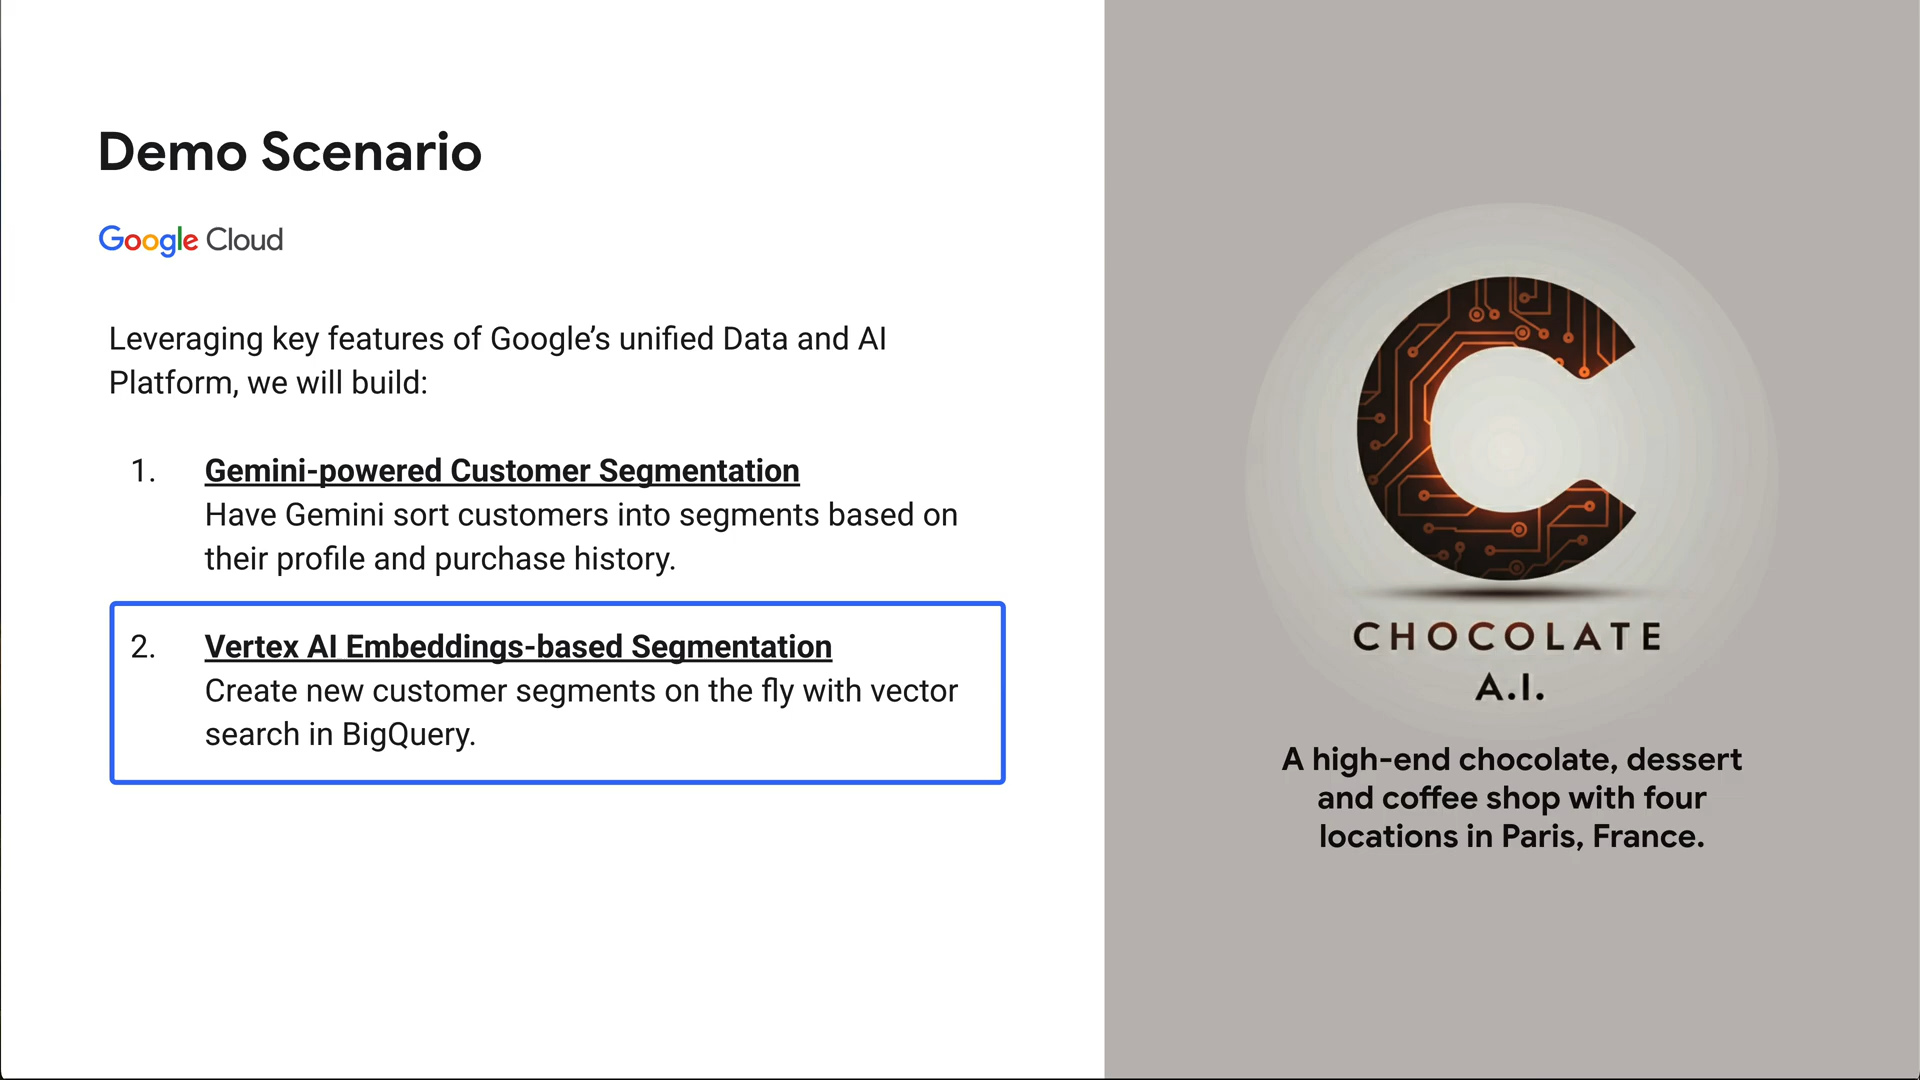 Demo Scenario
Google Cloud
Leveraging key features of Google’s unified Data and AI
Platform, we will build:
1. Gemini-powered Customer Segmentation
Have Gemini sort customers into segments based on
their profile and purchase history.
2. Vertex AI Embeddings-based Segmentation
Create new customer segments on the fly with vector
search in BigQuery.
CHOCOLATE
A.I.
A high-end chocolate, dessert
and coffee shop with four
locations in Paris, France.